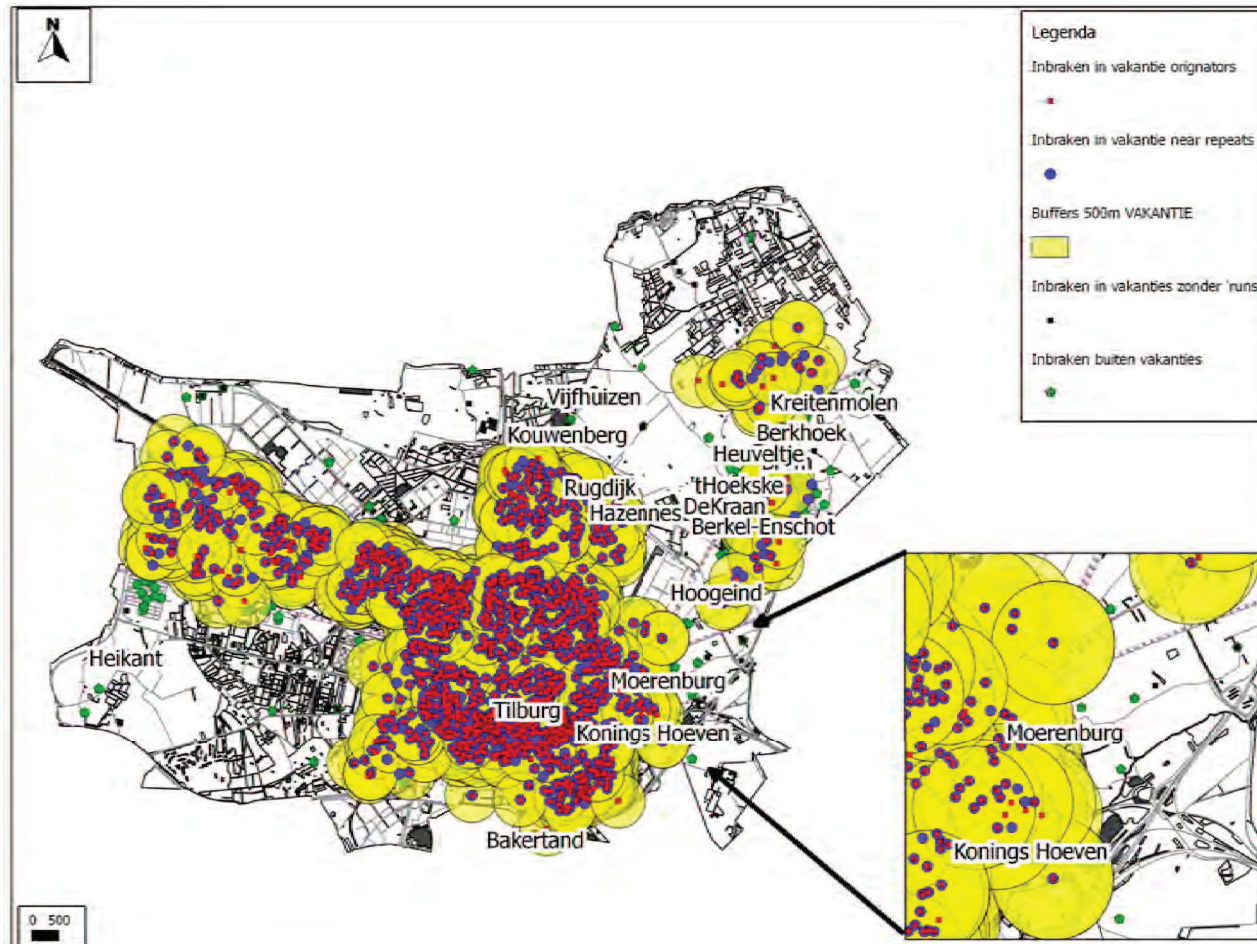 N
Legenda
Inbraken in vakantie orignators
Inbraken in vakantie near repeats
Buffers 500m VAKANTIE
Inbraken in vakanties zonder 'runs
Inbraken buiten vakanties
Vijfhuizen
Kreitenmolen
Kouwenberg
Berkhoek
Heuveltje
Rugdijk
'tHoekske
Hazennes
DeKraan
Berkel-Enschot
Hoogeind
Heikant
Moerenburg
Tilburg
Konings Hoeven
Bakertand
Moerenburg
Konings Hoeven
0 500